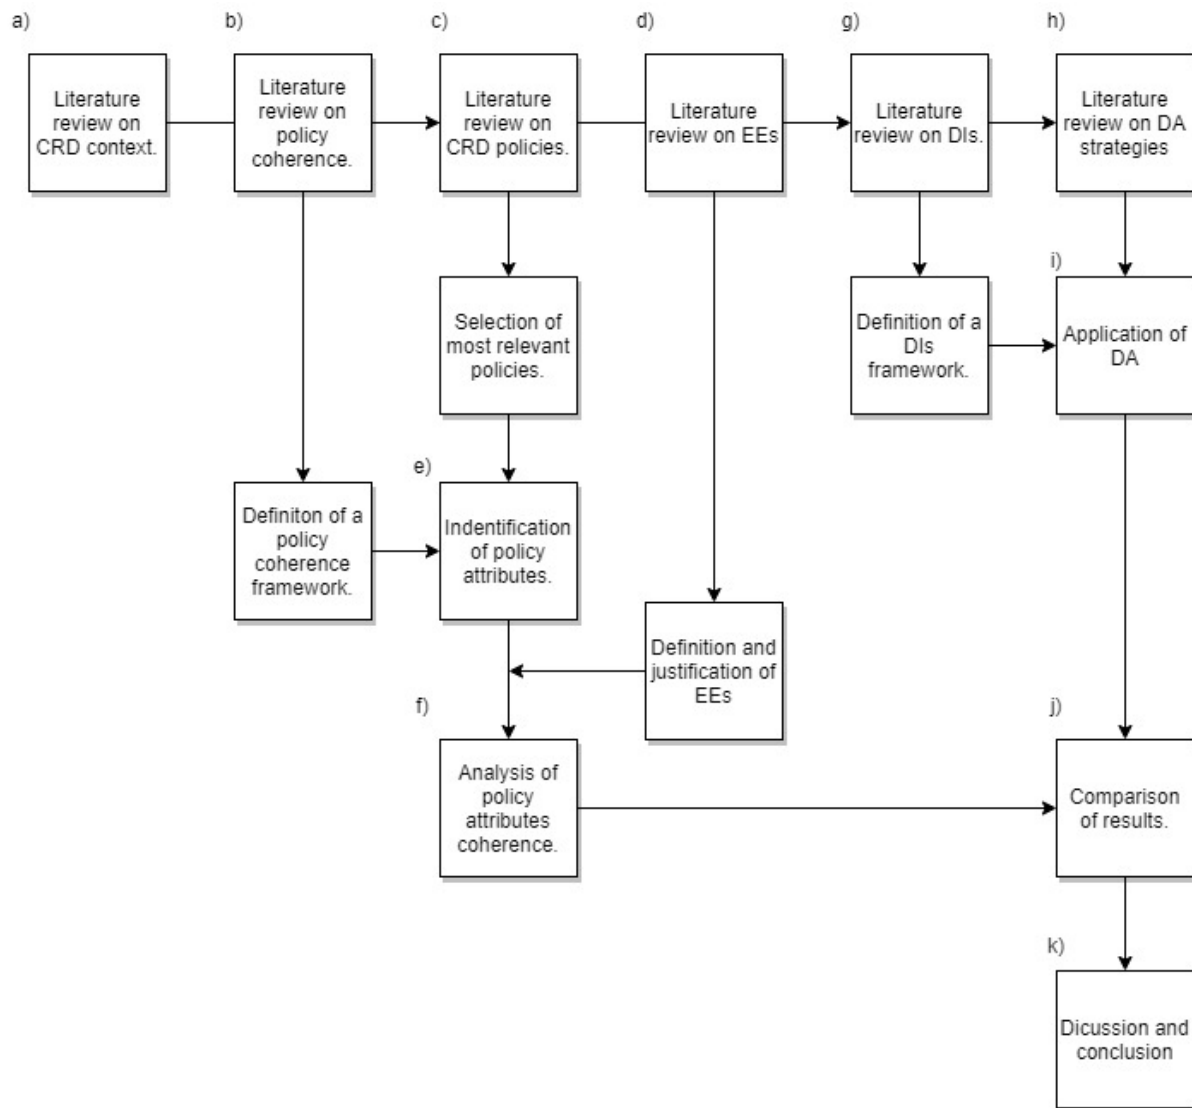 a)
b)
c)
d)
g)
h)
Literature
review on
CRD context.
Literature
review on
policy
coherence.
Literature
review on
CRD policies.
Literature
review on EEs
Literature
review on DIs.
Literature
review on DA
strategies
i)
Selection of
most relevant
policies.
Definition of a
DIs
framework.
Application of
DA
e)
Definiton of a
policy
coherence
framework.
Indentification
of policy
attributes.
Definition and
justification of
EEs
f)
j)
Analysis of
policy
attributes
coherence.
Comparison
of results.
k)
Dicussion and
conclusion